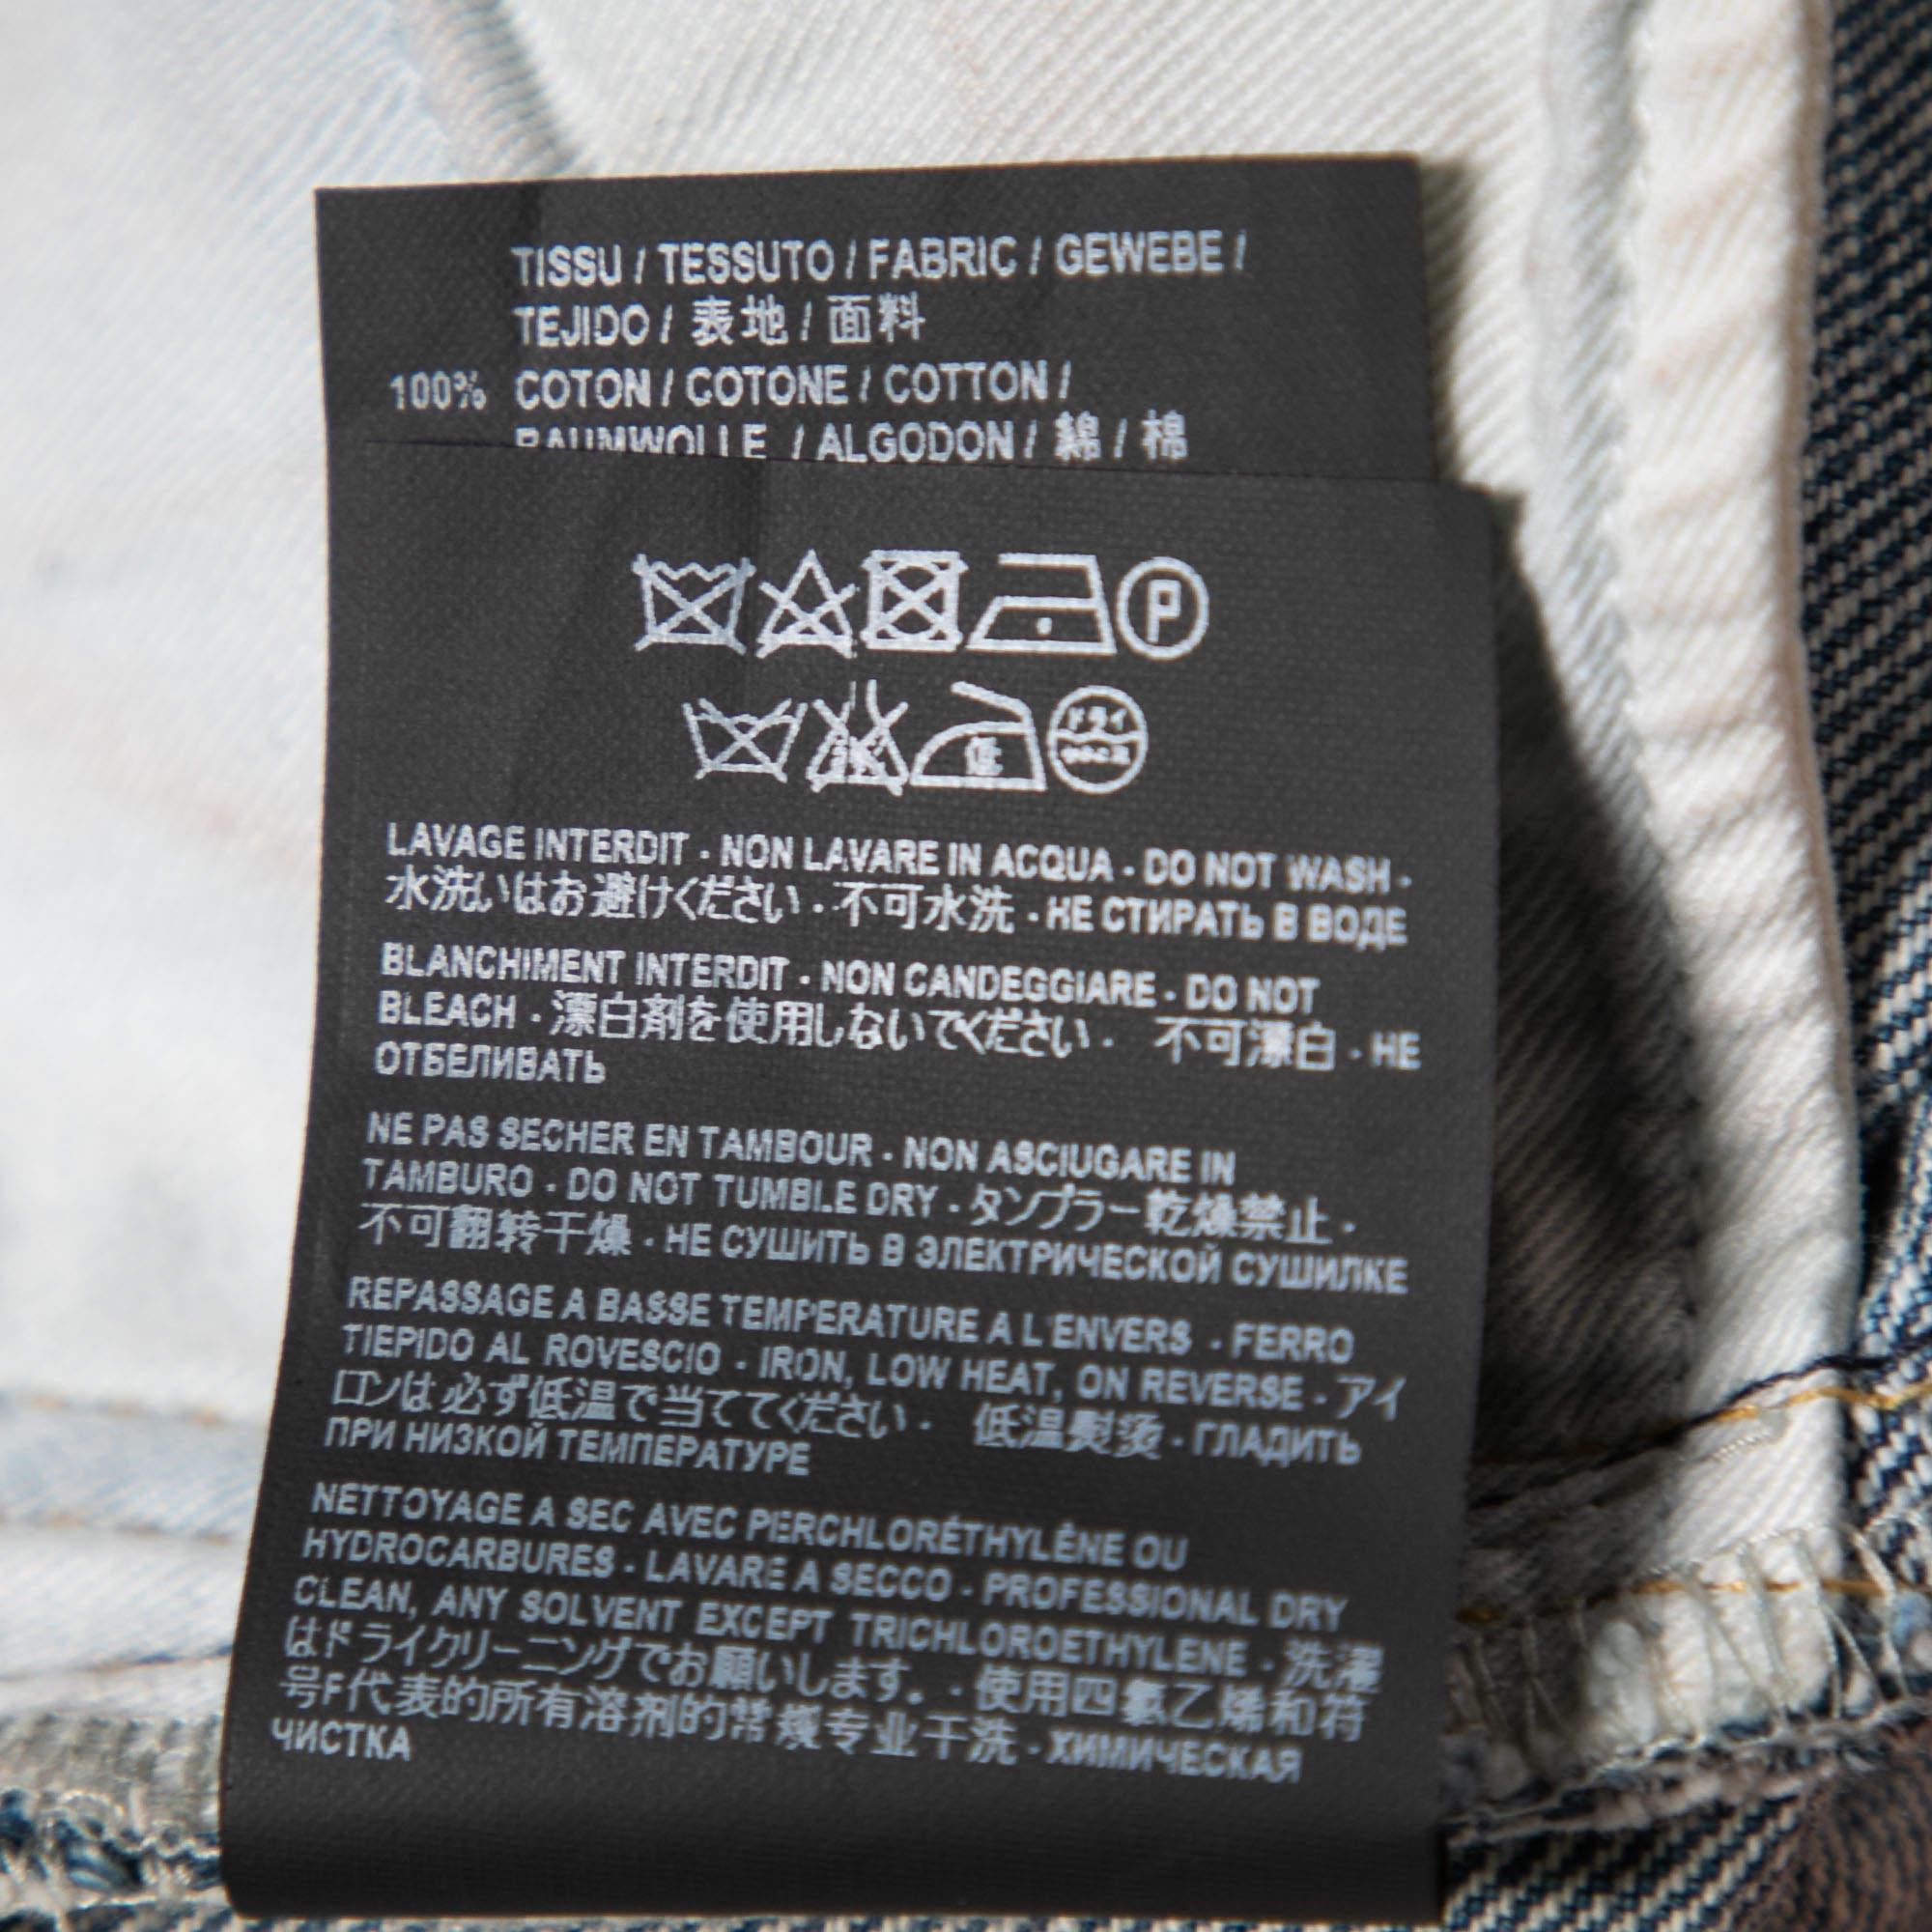 TISSU / TESSUTO / FABRIC / GEWEBE /
TEJIDO / 表地 / 面料
100% COTON / COTONE / COTTON /
BAUMWOLLE / ALGODON / 綿 / 棉
P
ドライ
低
LAVAGE INTERDIT - NON LAVARE IN ACQUA - DO NOT WASH -
水洗いはお避けください - 不可水洗 - НЕ СТИРАТЬ В ВОДЕ
BLANCHIMENT INTERDIT - NON CANDEGGIARE - DO NOT
BLEACH - 漂白剤を使用しないでください - 不可漂白 - НЕ
ОТБЕЛИВАТЬ
NE PAS SECHER EN TAMBOUR - NON ASCIUGARE IN
TAMBURO - DO NOT TUMBLE DRY - タンブラー乾燥禁止 -
不可翻转干燥 - НЕ СУШИТЬ В ЭЛЕКТРИЧЕСКОЙ СУШИЛКЕ
REPASSAGE A BASSE TEMPERATURE A L'ENVERS - FERRO
TIEPIDO AL ROVESCIO - IRON, LOW HEAT, ON REVERSE - アイ
ロンは必ず低温で当ててください - 低温熨烫 - ГЛАДИТЬ
ПРИ НИЗКОЙ ТЕМПЕРАТУРЕ
NETTOYAGE A SEC AVEC PERCHLORÉTHYLÈNE OU
HYDROCARBURES - LAVARE A SECCO - PROFESSIONAL DRY
CLEAN, ANY SOLVENT EXCEPT TRICHLOROETHYLENE - 洗濯
はドライクリーニングでお願いします。 - 使用四氯乙烯和符
号F代表的所有溶剂的常规专业干洗 - ХИМИЧЕСКАЯ
ЧИСТКА